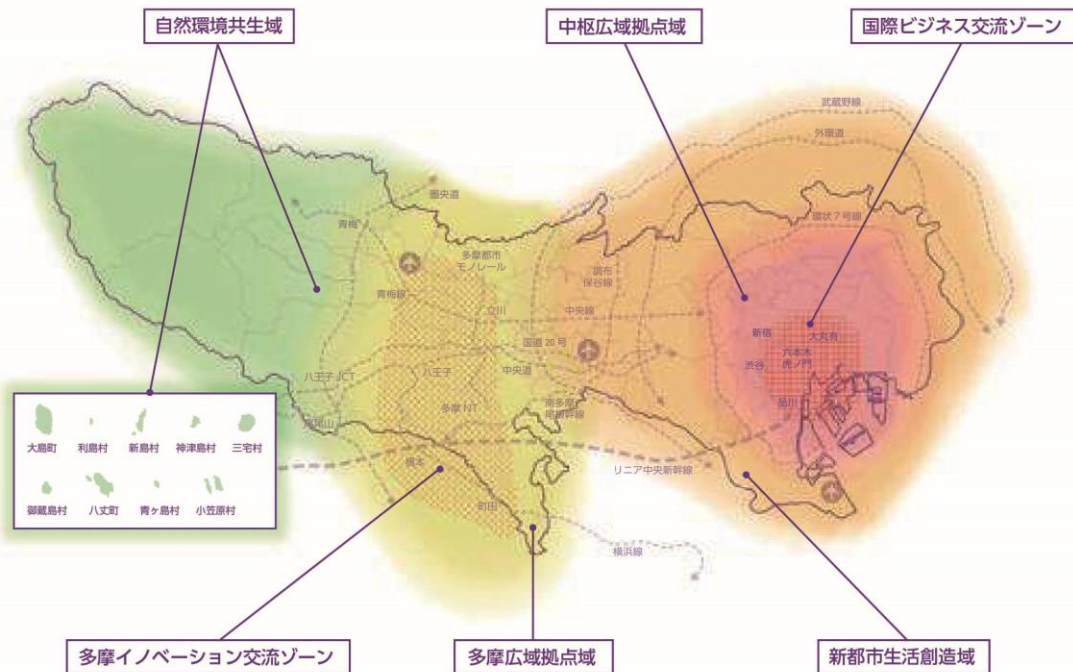 自然環境共生域
中枢広域拠点域
国際ビジネス交流ゾーン
武蔵野線
外環道
圏央道
環状7号線
青梅
多摩都市
モノレール
調布
保谷線
青梅線
立川
中央線
新宿
大丸有
国道20号
六本木
虎ノ門
渋谷
八王子JCT
八王子
中央道
品川
多摩NT
南多摩
尾根幹線
高尾山
大島町
利島村
新島村
神津島村
三宅村
橋本
リニア中央新幹線
町田
御蔵島村
八丈町
青ヶ島村
小笠原村
横浜線
多摩イノベーション交流ゾーン
多摩広域拠点域
新都市生活創造域